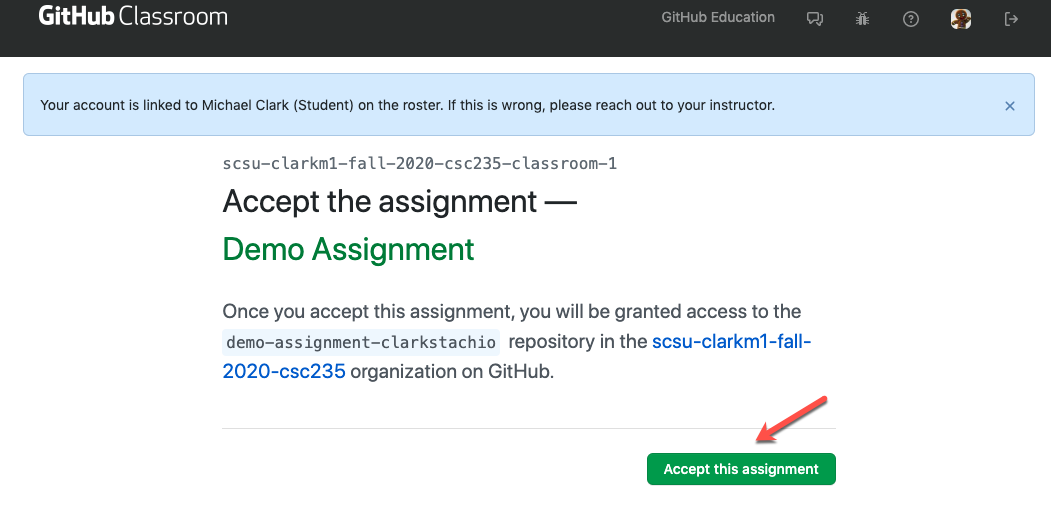 GitHub Classroom
GitHub Education
Your account is linked to Michael Clark (Student) on the roster. If this is wrong, please reach out to your instructor.
scsu-clarkm1-fall-2020-csc235-classroom-1
Accept the assignment —
Demo Assignment
Once you accept this assignment, you will be granted access to the
demo-assignment-clarkstachio repository in the scsu-clarkm1-fall-
2020-csc235 organization on GitHub.
Accept this assignment